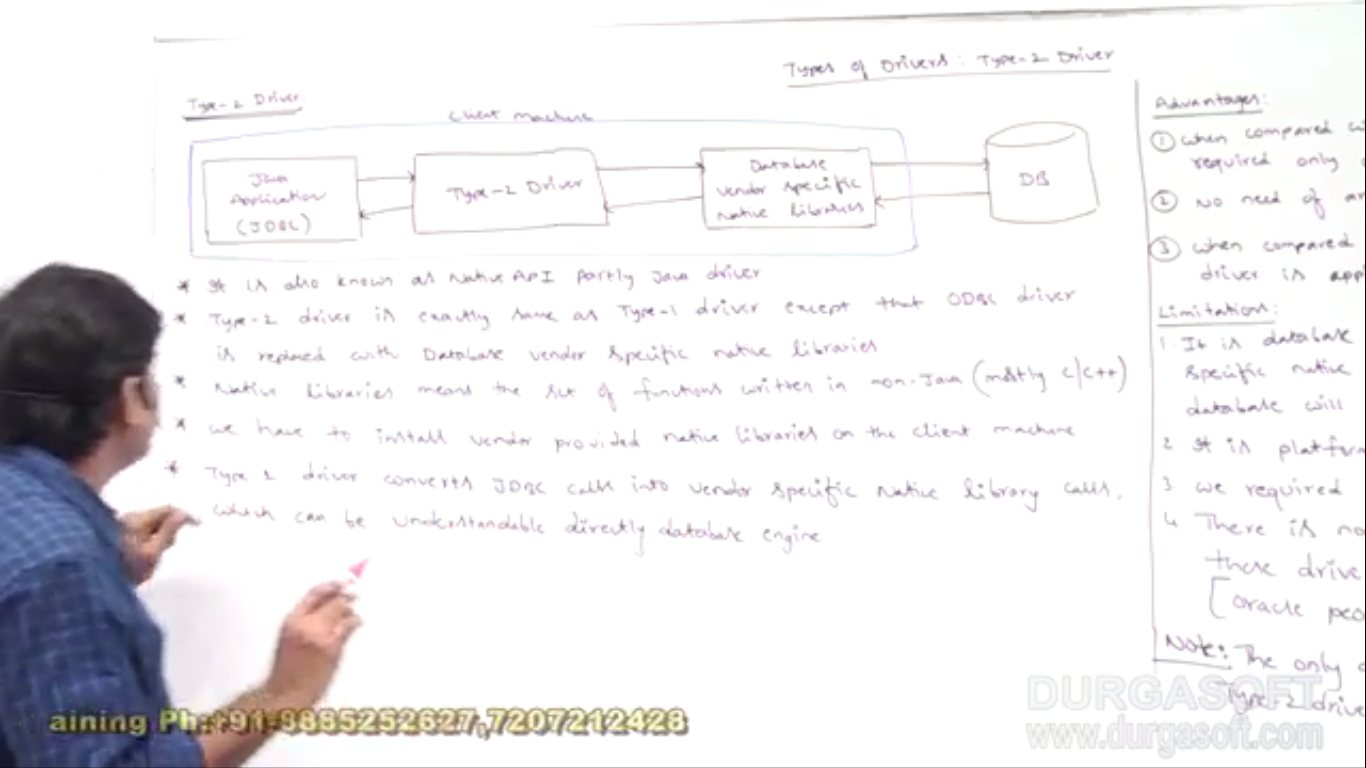 Types of Drivers: Type-2 Driver
Type-2 Driver:
Client machine
Java
Application
(JDBC)
Type-2 Driver
Database
vendor specific
Native Libraries
DB
* It is also known as Native API Partly Java driver
* Type-2 driver is exactly same as Type-1 driver except that ODBC driver
is replaced with Database vendor specific native libraries
* Native libraries means the set of functions written in non-Java (mostly C/C++)
* we have to install vendor provided native libraries on the client machine
* Type 2 driver converts JDBC calls into vendor specific Native library calls,
which can be understandable directly database engine
Advantages:
① when compared
required only
② No need of
③ when compared
driver is
Limitations:
1. It is database
specific native
database will
2. It is
3. we required
4. There is
these
[oracle
Note: The only
Type-2
aining Ph:+91-9885252627,7207212428
DURGASOFT
www.durgasoft.com